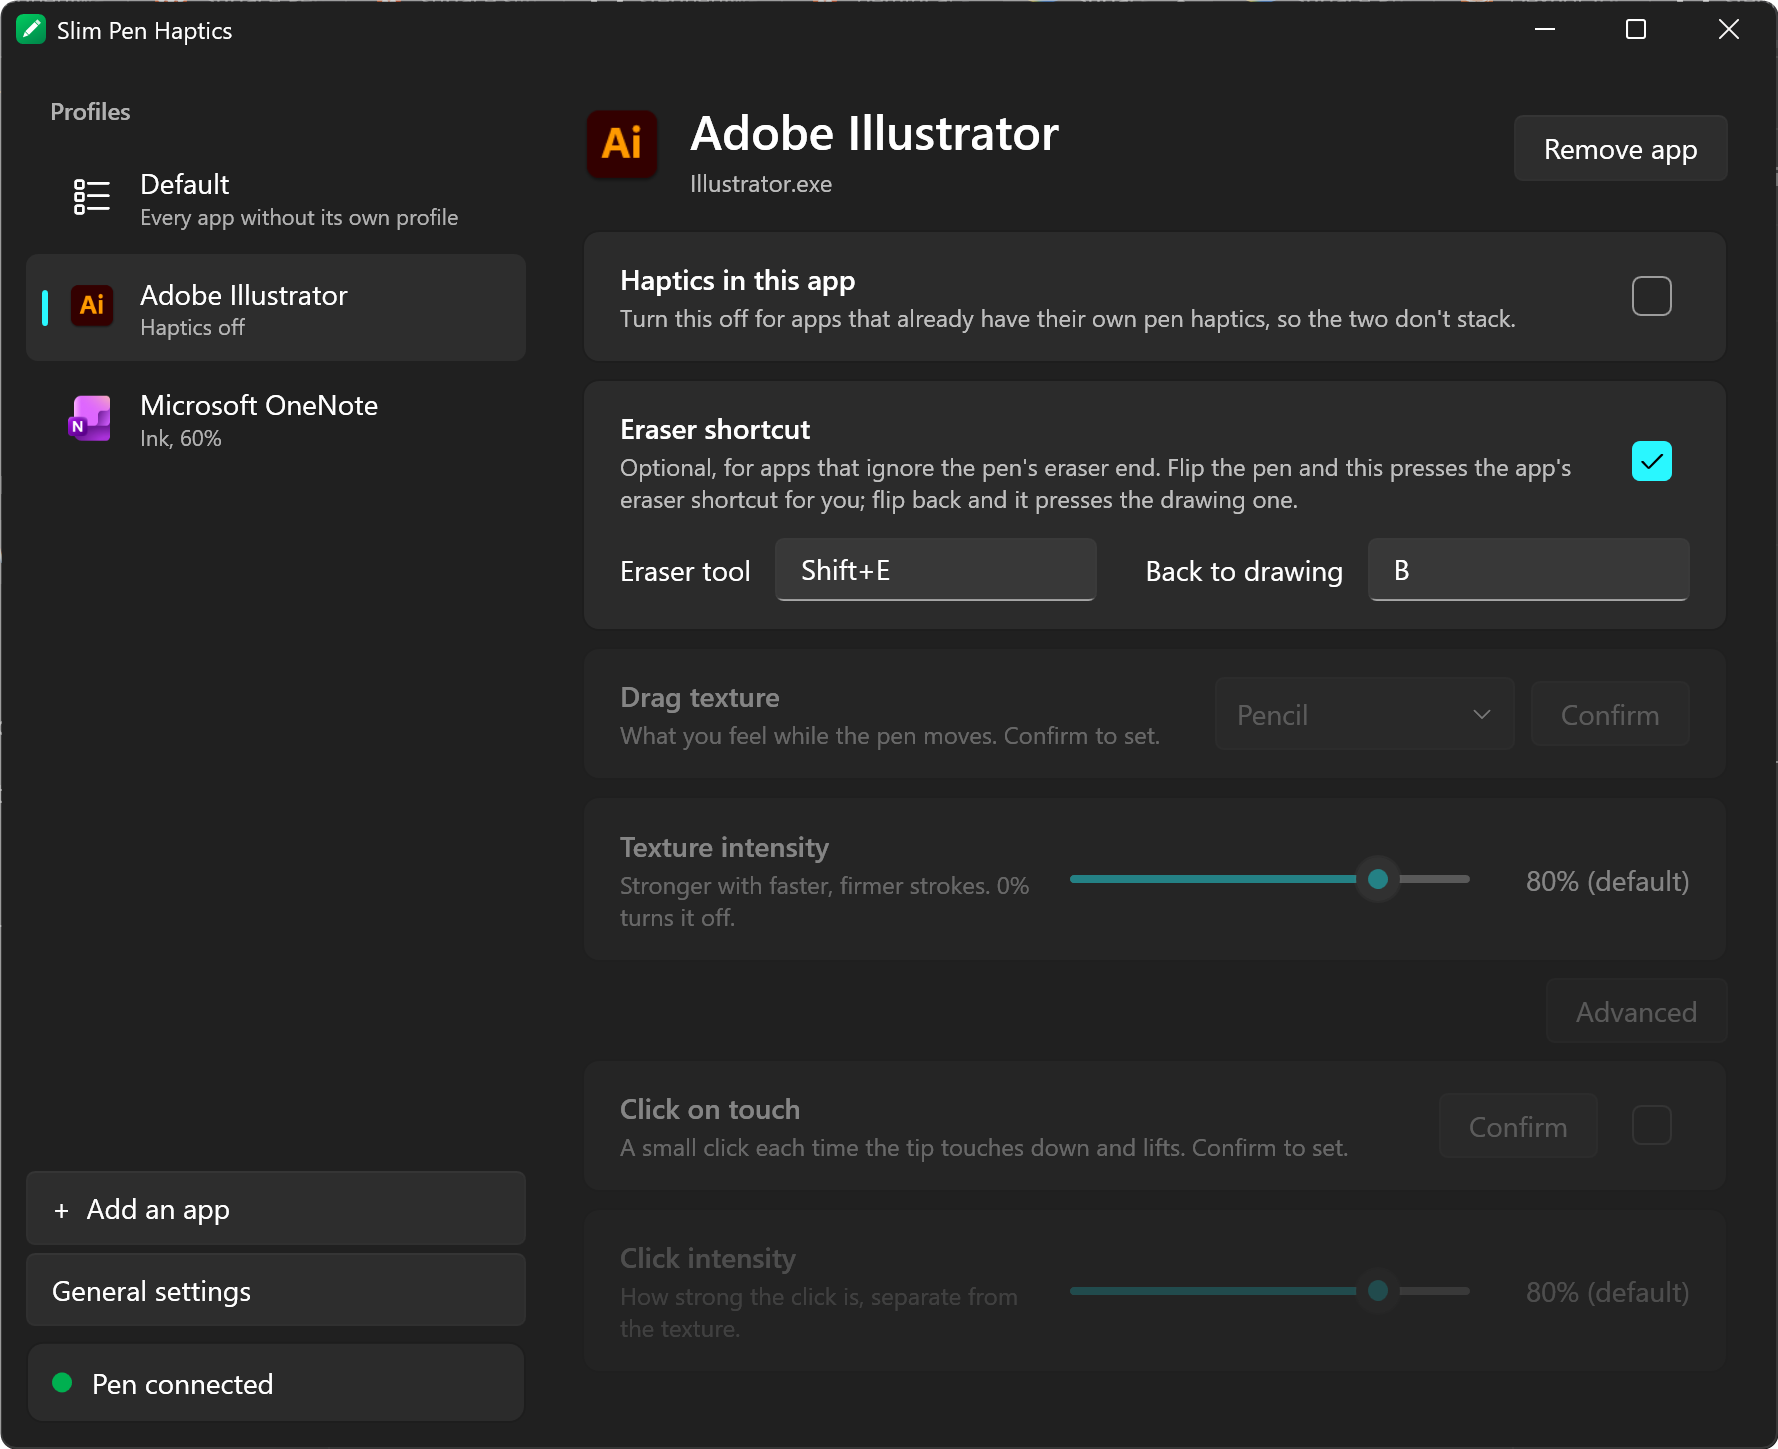 Slim Pen Haptics
Profiles
Default
Every app without its own profile
Ai
Adobe Illustrator
Haptics off
N
Microsoft OneNote
Ink, 60%
+ Add an app
General settings
Pen connected
Ai
Adobe Illustrator
Illustrator.exe
Remove app
Haptics in this app
Turn this off for apps that already have their own pen haptics, so the two don't stack.
Eraser shortcut
Optional, for apps that ignore the pen's eraser end. Flip the pen and this presses the app's
eraser shortcut for you; flip back and it presses the drawing one.
Eraser tool Shift+E Back to drawing B
Drag texture
What you feel while the pen moves. Confirm to set.
Pencil Confirm
Texture intensity
Stronger with faster, firmer strokes. 0%
turns it off.
80% (default)
Advanced
Click on touch
A small click each time the tip touches down and lifts. Confirm to set.
Confirm
Click intensity
How strong the click is, separate from
the texture.
80% (default)